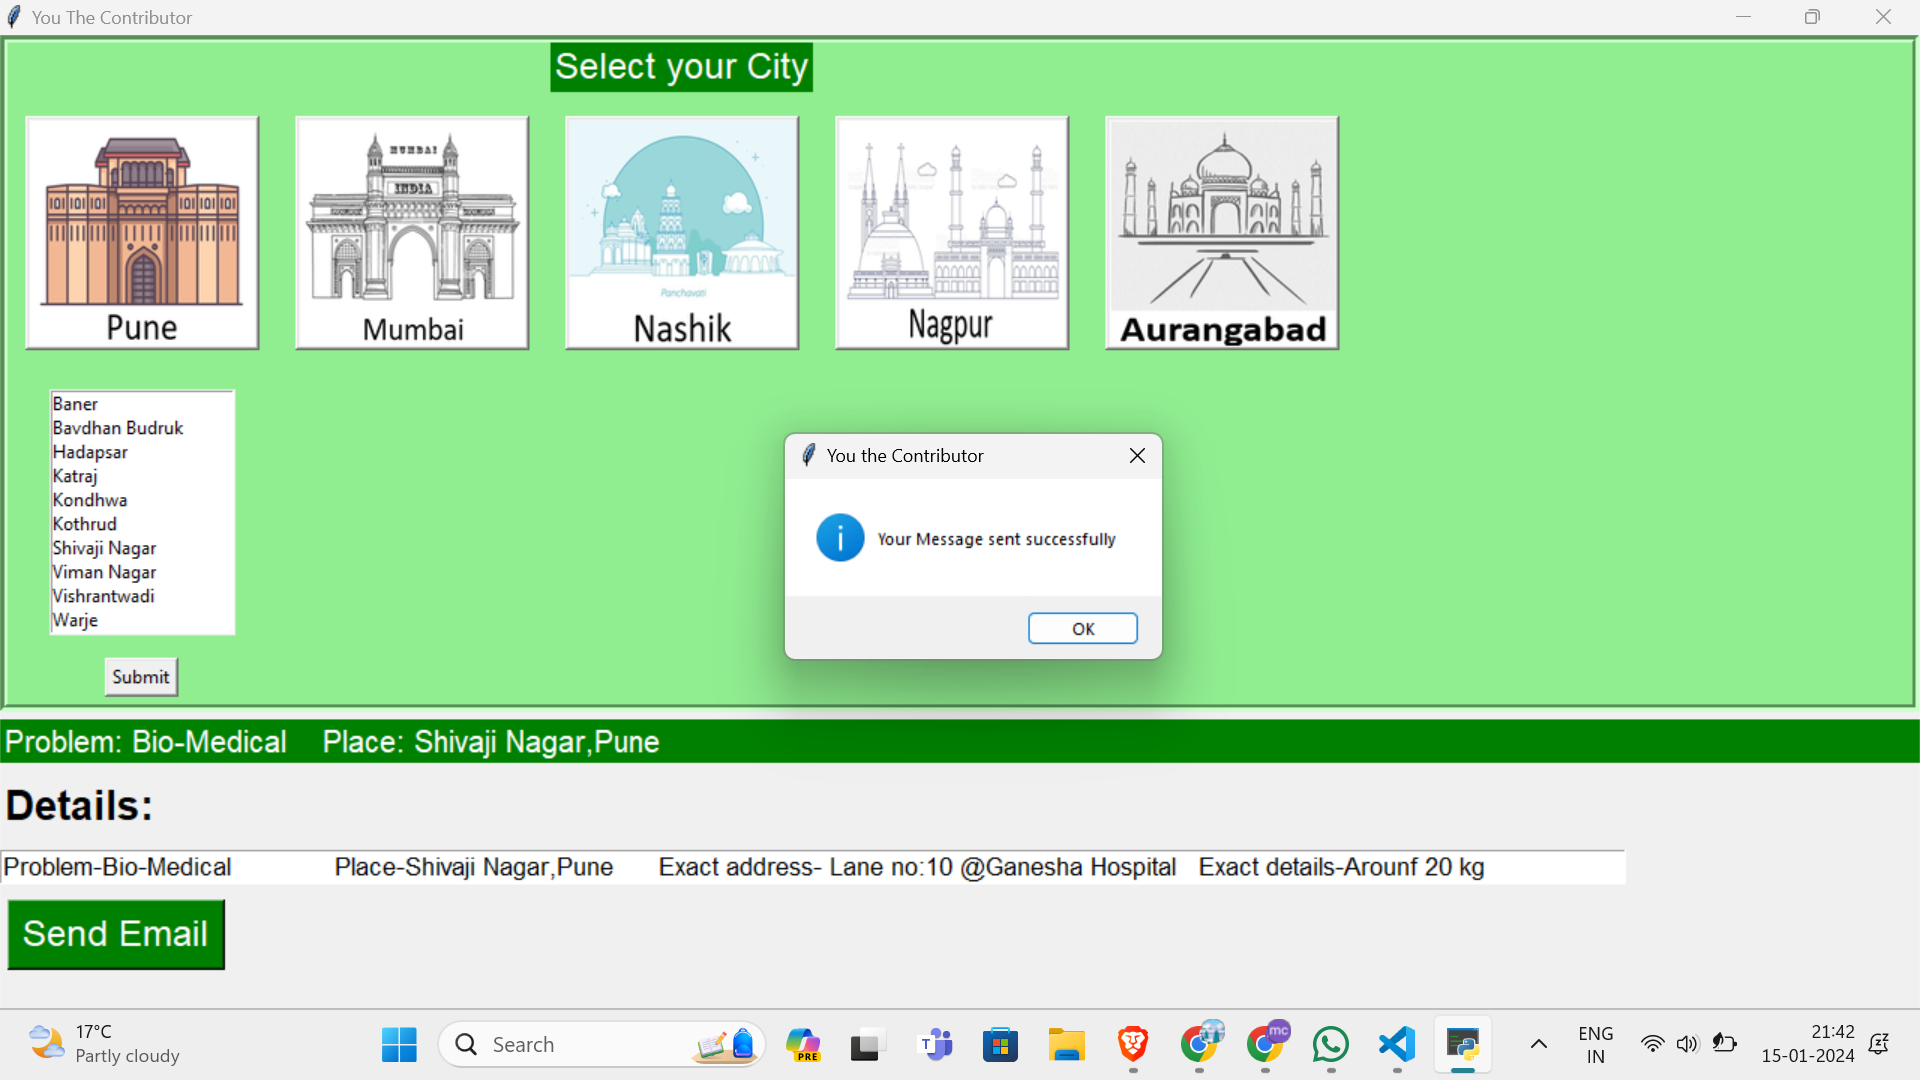 You The Contributor
Select your City
MUMBAI
INDIA
Panchavati
Pune
Mumbai
Nashik
Nagpur
Aurangabad
Baner
Bavdhan Budruk
Hadapsar
Katraj
Kondhwa
Kothrud
Shivaji Nagar
Viman Nagar
Vishrantwadi
Warje
Submit
You the Contributor
Your Message sent successfully
OK
Problem: Bio-Medical Place: Shivaji Nagar,Pune
Details:
Problem-Bio-Medical Place-Shivaji Nagar,Pune Exact address- Lane no:10 @Ganesha Hospital Exact details-Arounf 20 kg
Send Email
17°C
Partly cloudy
Search
PRE
T
mc
ENG
IN
21:42
15-01-2024